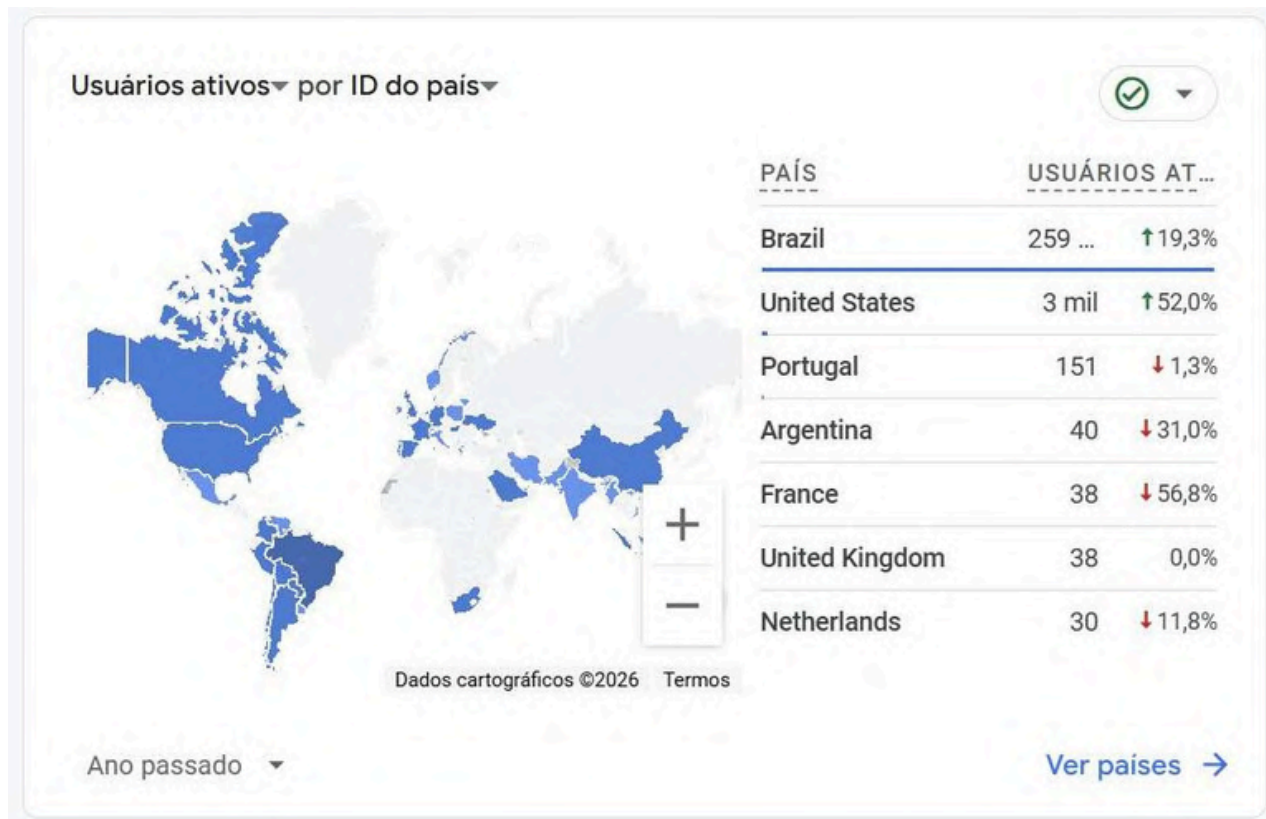 Usuários ativos por ID do país
PAÍS USUÁRIOS AT...
Brazil 259 ... ↑19,3%
United States 3 mil ↑52,0%
Portugal 151 ↓1,3%
Argentina 40 ↓31,0%
France 38 ↓56,8%
United Kingdom 38 0,0%
Netherlands 30 ↓11,8%
+
−
Dados cartográficos ©2026 Termos
Ano passado
Ver países →